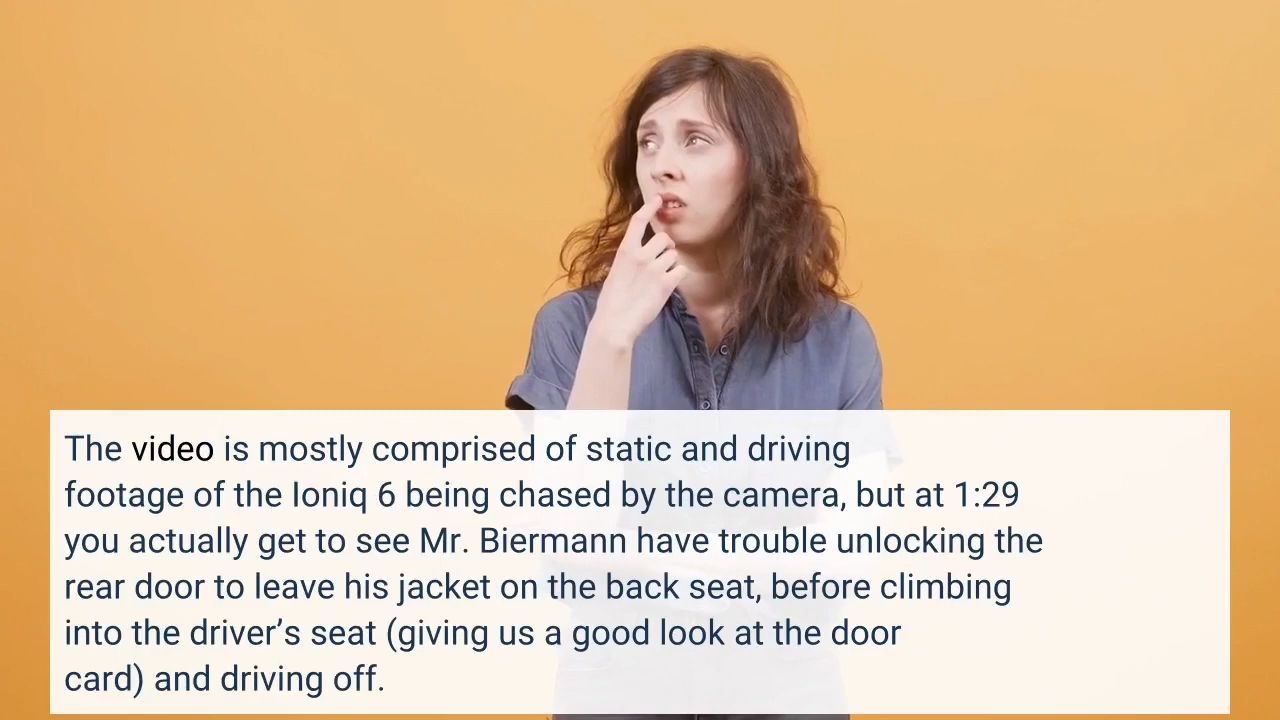 The video is mostly comprised of static and driving
footage of the Ioniq 6 being chased by the camera, but at 1:29
you actually get to see Mr. Biermann have trouble unlocking the
rear door to leave his jacket on the back seat, before climbing
into the driver’s seat (giving us a good look at the door
card) and driving off.